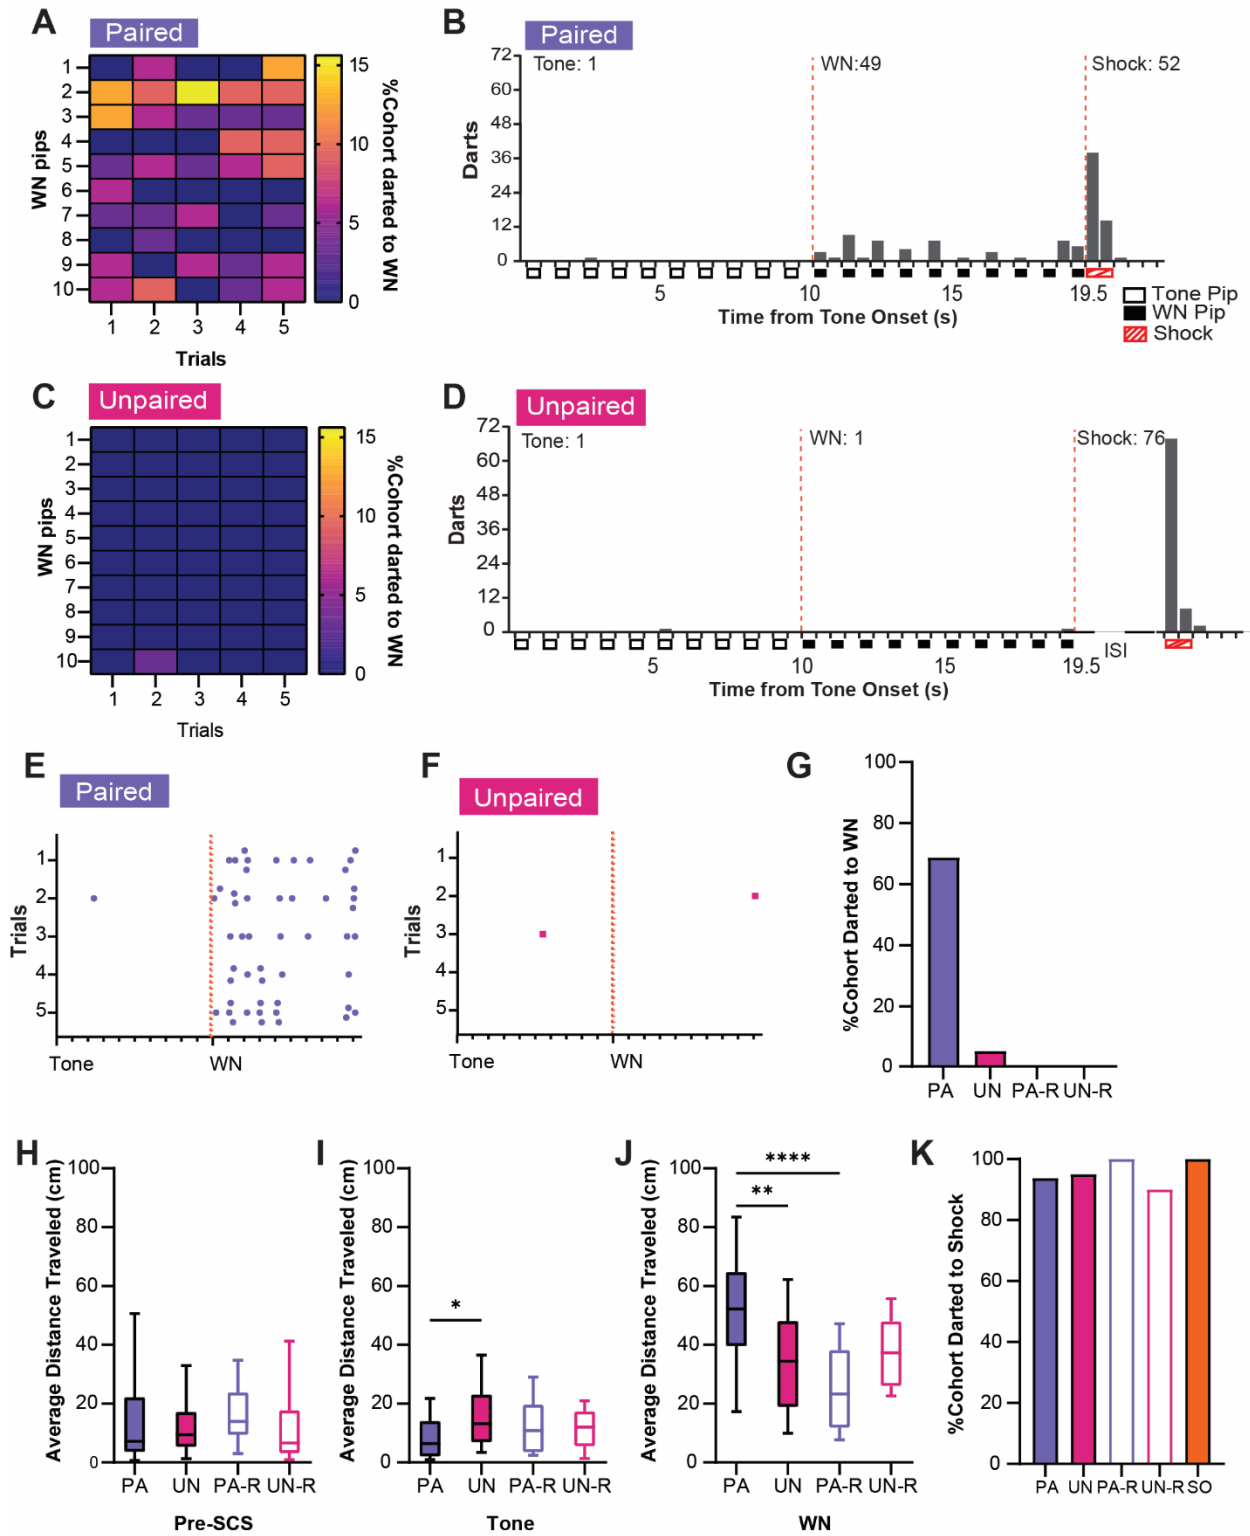 A
Paired
WN pips
1
2
3
4
5
6
7
8
9
10
1 2 3 4 5
Trials
15
10
5
0
%Cohort darted to WN
B
Paired
Darts
72
60
48
36
24
12
0
Tone: 1
WN:49
Shock: 52
5 10 15 19.5
Time from Tone Onset (s)
Tone Pip
WN Pip
Shock
C
Unpaired
WN pips
1
2
3
4
5
6
7
8
9
10
1 2 3 4 5
Trials
15
10
5
0
%Cohort darted to WN
D
Unpaired
Darts
72
60
48
36
24
12
0
Tone: 1
WN: 1
Shock: 76
5 10 15 19.5
ISI
Time from Tone Onset (s)
E
Paired
Trials
1
2
3
4
5
Tone WN
F
Unpaired
Trials
1
2
3
4
5
Tone WN
G
%Cohort Darted to WN
100
80
60
40
20
0
PA UN PA-R UN-R
H
Average Distance Traveled (cm)
100
80
60
40
20
0
PA UN PA-R UN-R
Pre-SCS
I
Average Distance Traveled (cm)
100
80
60
40
20
0
*
PA UN PA-R UN-R
Tone
J
Average Distance Traveled (cm)
100
80
60
40
20
0
****
**
PA UN PA-R UN-R
WN
K
%Cohort Darted to Shock
100
80
60
40
20
0
PA UN PA-R UN-R SO